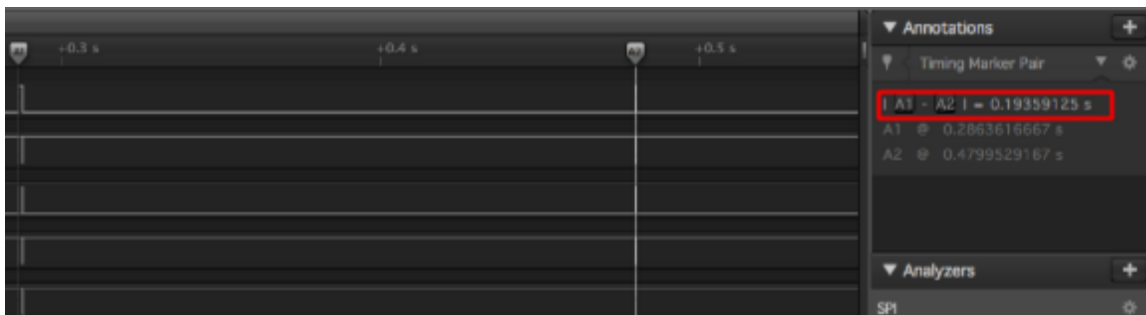 A1 +0.3 s +0.4 s A2 +0.5 s
Annotations +
Timing Marker Pair
| A1 - A2 | = 0.19359125 s
A1 @ 0.2863616667 s
A2 @ 0.4799529167 s
Analyzers +
SPI